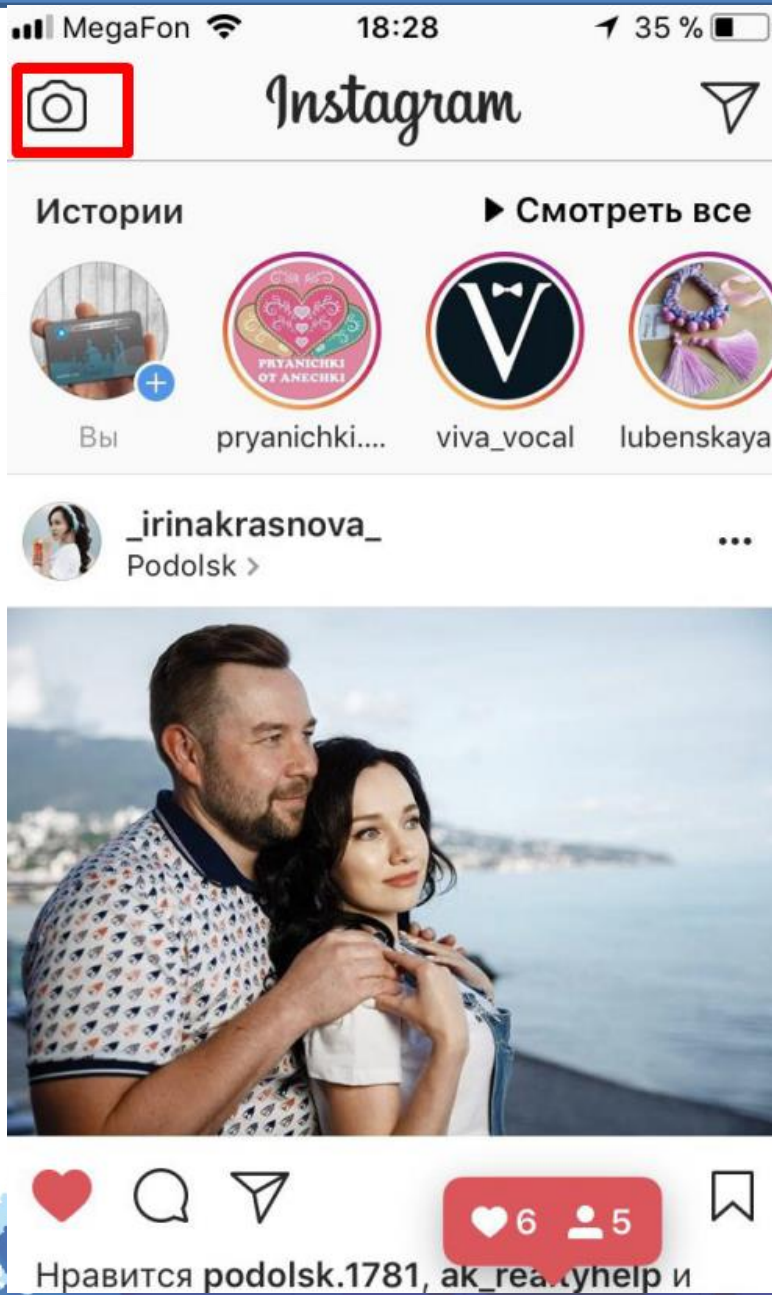 MegaFon 18:28 35 %
Instagram
Истории ▶ Смотреть все
PRYANICHKI
OT ANECHKI
V
Вы pryanichki.... viva_vocal lubenskaya
_irinakrasnova_
Podolsk >
6 5
Нравится podolsk.1781, ak_realtyhelp и